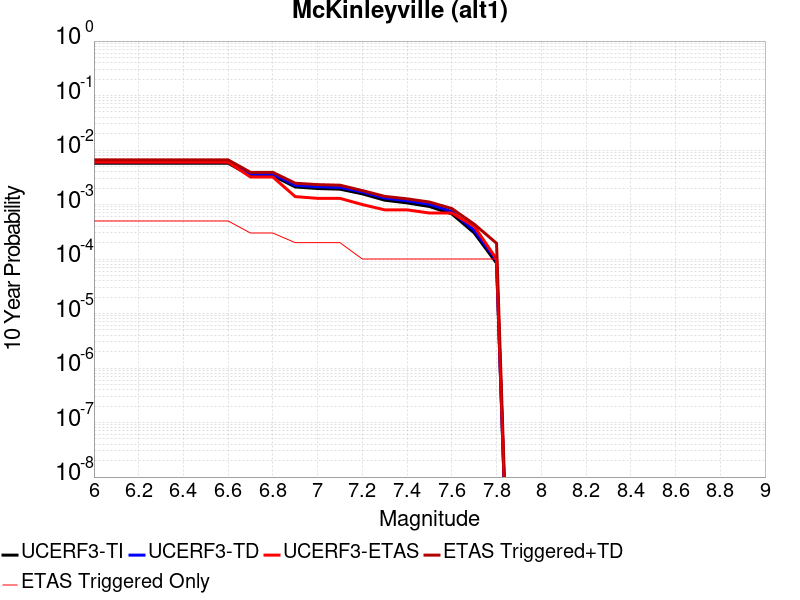 McKinleyville (alt1)
10^0
10^-1
10^-2
10^-3
10^-4
10^-5
10^-6
10^-7
10^-8
10 Year Probability
6 6.2 6.4 6.6 6.8 7 7.2 7.4 7.6 7.8 8 8.2 8.4 8.6 8.8 9
Magnitude
UCERF3-TI UCERF3-TD UCERF3-ETAS ETAS Triggered+TD
ETAS Triggered Only